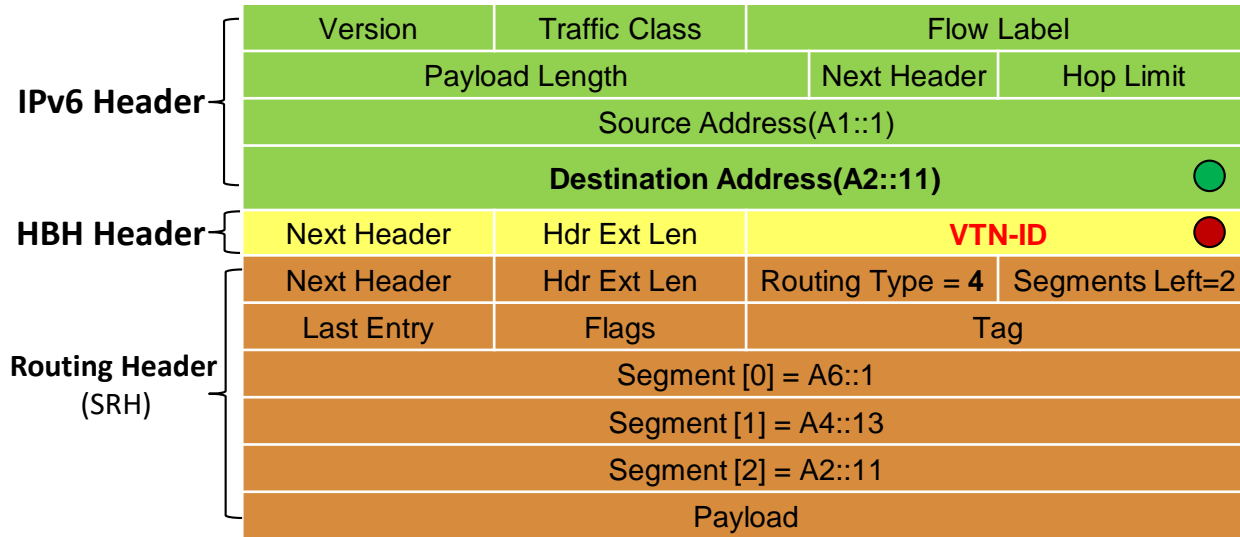 Version Traffic Class Flow Label
Payload Length Next Header Hop Limit
IPv6 Header
Source Address(A1::1)
Destination Address(A2::11)
HBH Header Next Header Hdr Ext Len VTN-ID
Next Header Hdr Ext Len Routing Type = 4 Segments Left=2
Last Entry Flags Tag
Routing Header
(SRH)
Segment [0] = A6::1
Segment [1] = A4::13
Segment [2] = A2::11
Payload